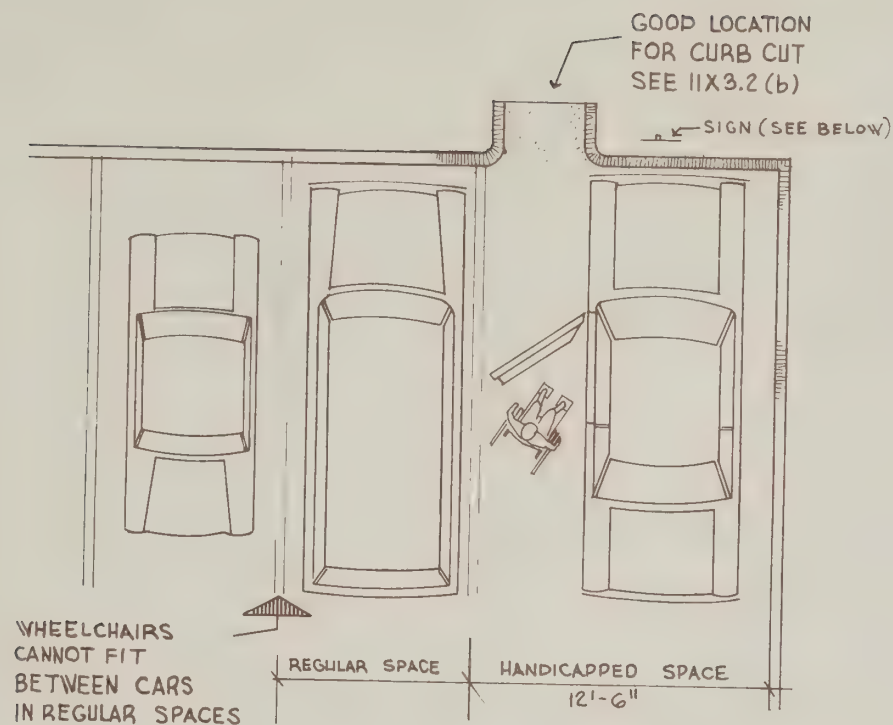 GOOD LOCATION
FOR CURB CUT
SEE 11X3.2 (b)
SIGN (SEE BELOW)
WHEELCHAIRS
CANNOT FIT
BETWEEN CARS
IN REGULAR SPACES
REGULAR SPACE
HANDICAPPED SPACE
12'-6"